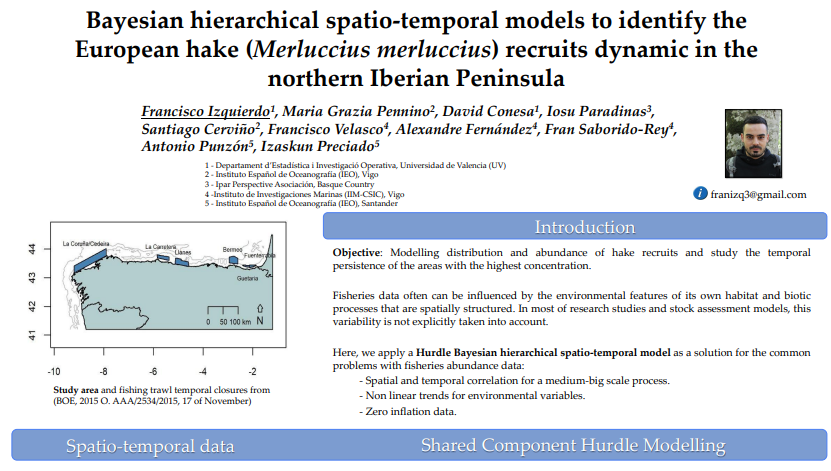 Bayesian hierarchical spatio-temporal models to identify the
European hake (Merluccius merluccius) recruits dynamic in the
northern Iberian Peninsula
Francisco Izquierdo¹, Maria Grazia Pennino², David Conesa¹, Iosu Paradinas³,
Santiago Cerviño², Francisco Velasco⁴, Alexandre Fernández⁴, Fran Saborido-Rey⁴,
Antonio Punzón⁵, Izaskun Preciado⁵
1 - Departament d'Estadística i Investigació Operativa, Universidad de Valencia (UV)
2 - Instituto Español de Oceanografía (IEO), Vigo
3 - Ipar Perspective Asociación, Basque Country
4 -Instituto de Investigaciones Marinas (IIM-CSIC), Vigo
5 - Instituto Español de Oceanografía (IEO), Santander
i franizq3@gmail.com
La Coruña/Cedeira
La Carretera
Llanes
Bermeo
Fuenterrabia
Guetaria
44
43
42
41
0 50 100 km
N
-10 -8 -6 -4 -2
Study area and fishing trawl temporal closures from
(BOE, 2015 O. AAA/2534/2015, 17 of November)
Introduction
Objective: Modelling distribution and abundance of hake recruits and study the temporal
persistence of the areas with the highest concentration.
Fisheries data often can be influenced by the environmental features of its own habitat and biotic
processes that are spatially structured. In most of research studies and stock assessment models, this
variability is not explicitly taken into account.
Here, we apply a Hurdle Bayesian hierarchical spatio-temporal model as a solution for the common
problems with fisheries abundance data:
- Spatial and temporal correlation for a medium-big scale process.
- Non linear trends for environmental variables.
- Zero inflation data.
Spatio-temporal data
Shared Component Hurdle Modelling